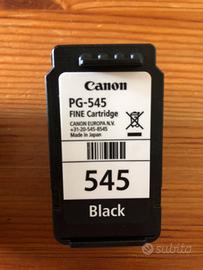 Canon
PG-545
FINE Cartridge
CANON EUROPA N.V.
+31-20-545-8545
Made in Japan
545
Black
subito